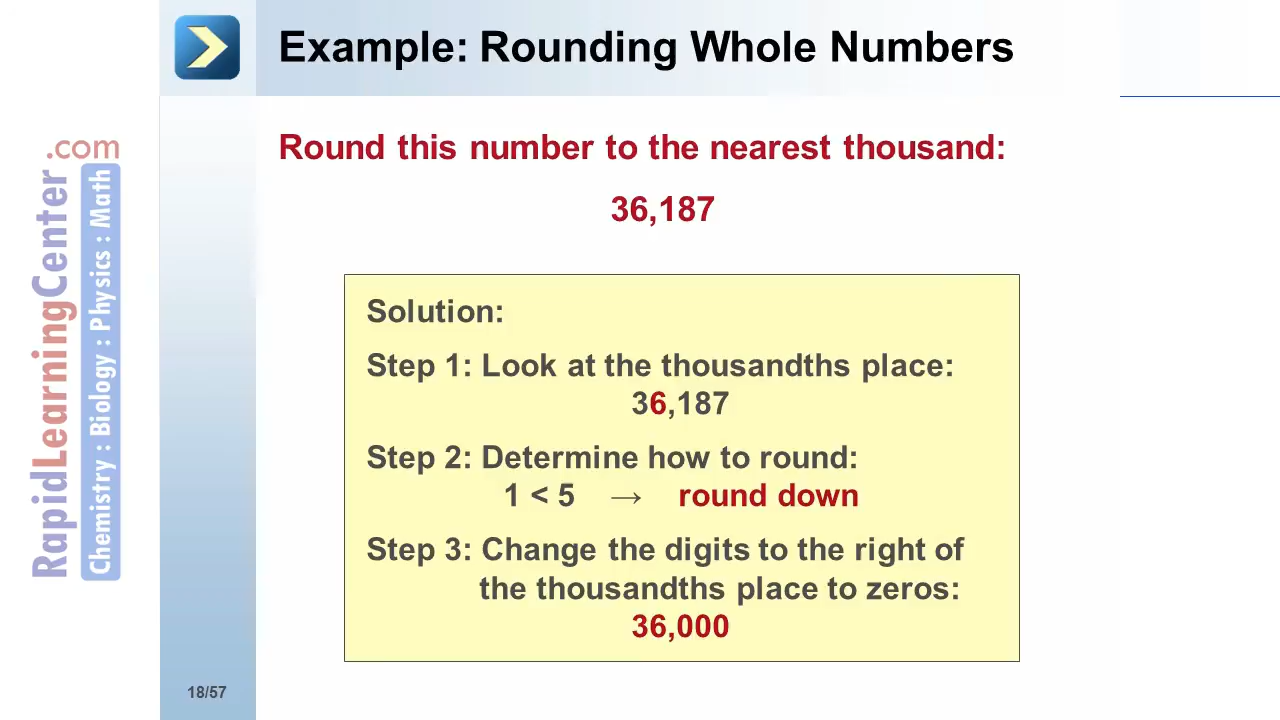 Example: Rounding Whole Numbers
Round this number to the nearest thousand:
36,187
Solution:
Step 1: Look at the thousandths place:
36,187
Step 2: Determine how to round:
1 < 5 → round down
Step 3: Change the digits to the right of
the thousandths place to zeros:
36,000
RapidLearningCenter.com
Chemistry : Biology : Physics : Math
18/57